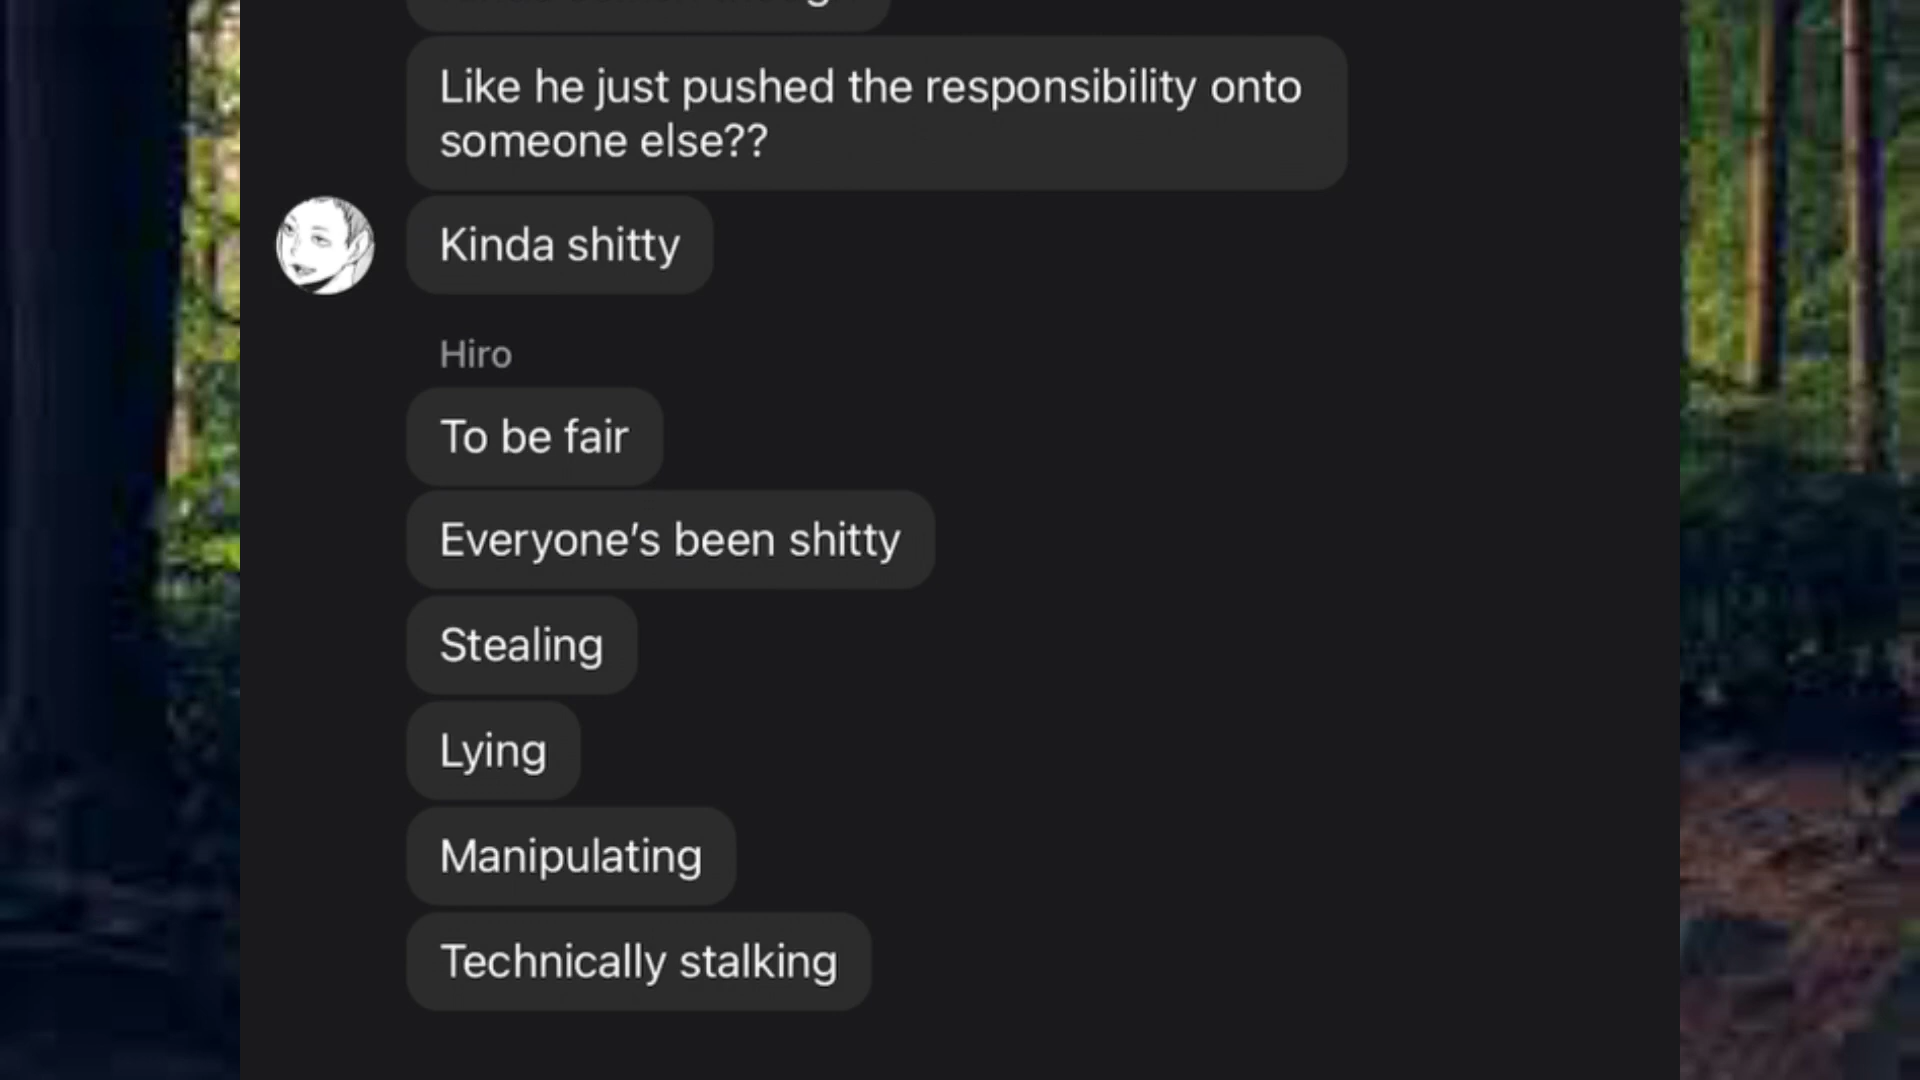 Like he just pushed the responsibility onto
someone else??
Kinda shitty
Hiro
To be fair
Everyone's been shitty
Stealing
Lying
Manipulating
Technically stalking